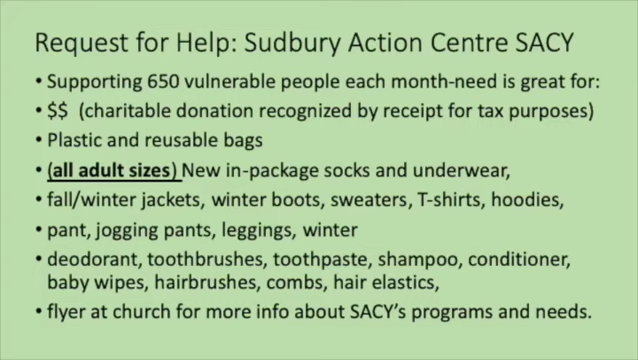 Request for Help: Sudbury Action Centre SACY
• Supporting 650 vulnerable people each month-need is great for:
• $$ (charitable donation recognized by receipt for tax purposes)
• Plastic and reusable bags
• (all adult sizes) New in-package socks and underwear,
• fall/winter jackets, winter boots, sweaters, T-shirts, hoodies,
• pant, jogging pants, leggings, winter
• deodorant, toothbrushes, toothpaste, shampoo, conditioner,
baby wipes, hairbrushes, combs, hair elastics,
• flyer at church for more info about SACY's programs and needs.